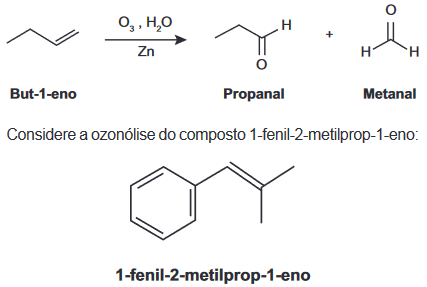 O₃ , H₂O
Zn
H
O
+
O
H
H
But-1-eno
Propanal
Metanal
Considere a ozonólise do composto 1-fenil-2-metilprop-1-eno:
1-fenil-2-metilprop-1-eno